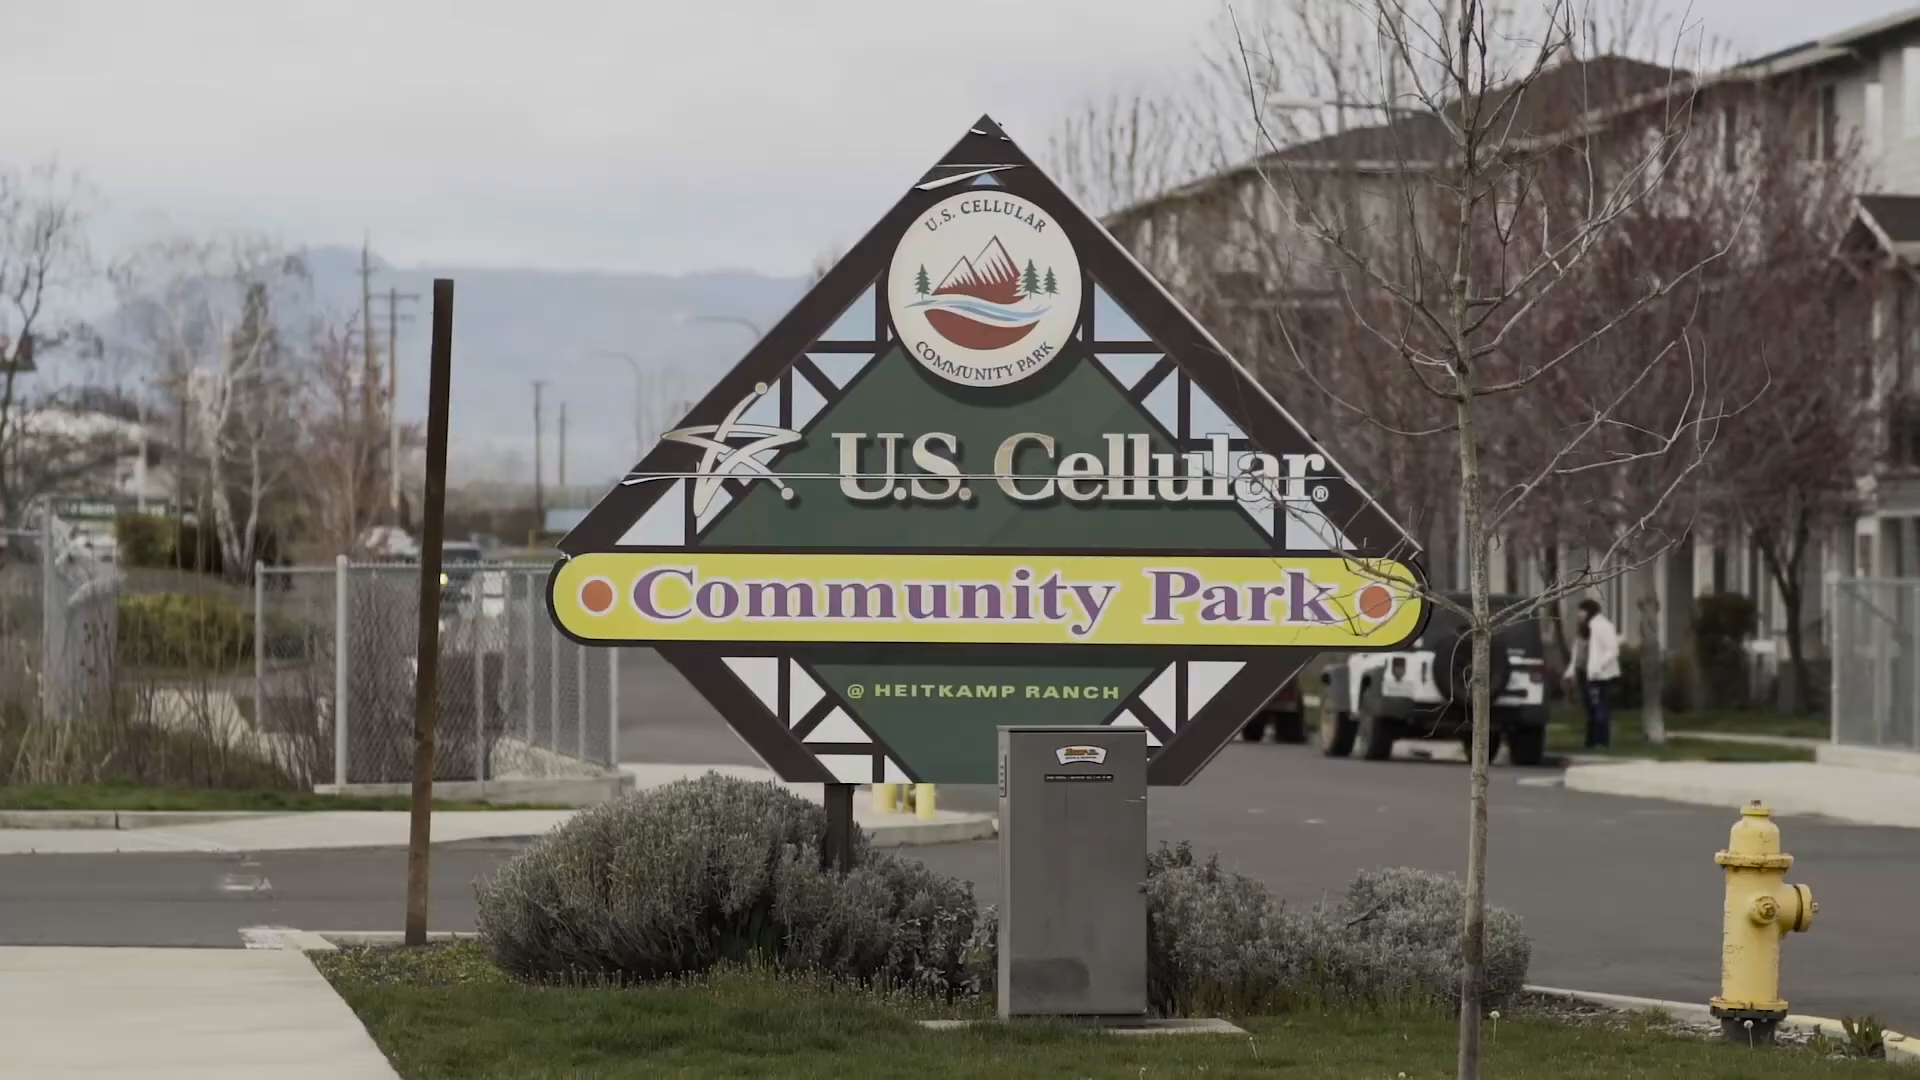 U.S. CELLULAR
COMMUNITY PARK
U.S. Cellular®
Community Park
@ HEITKAMP RANCH